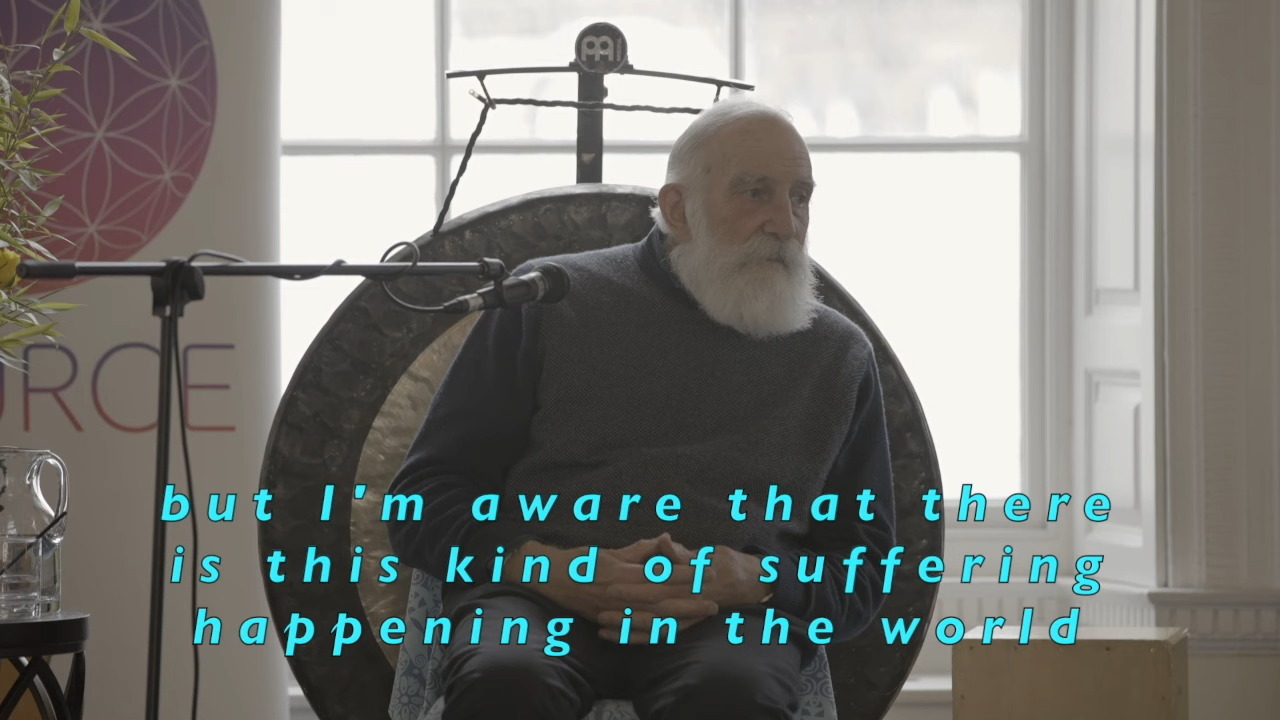 URCE
but I'm aware that there
is this kind of suffering
happening in the world